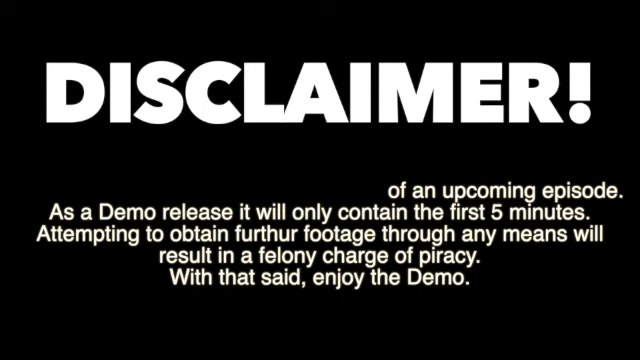 DISCLAIMER!
of an upcoming episode.
As a Demo release it will only contain the first 5 minutes.
Attempting to obtain furthur footage through any means will
result in a felony charge of piracy.
With that said, enjoy the Demo.